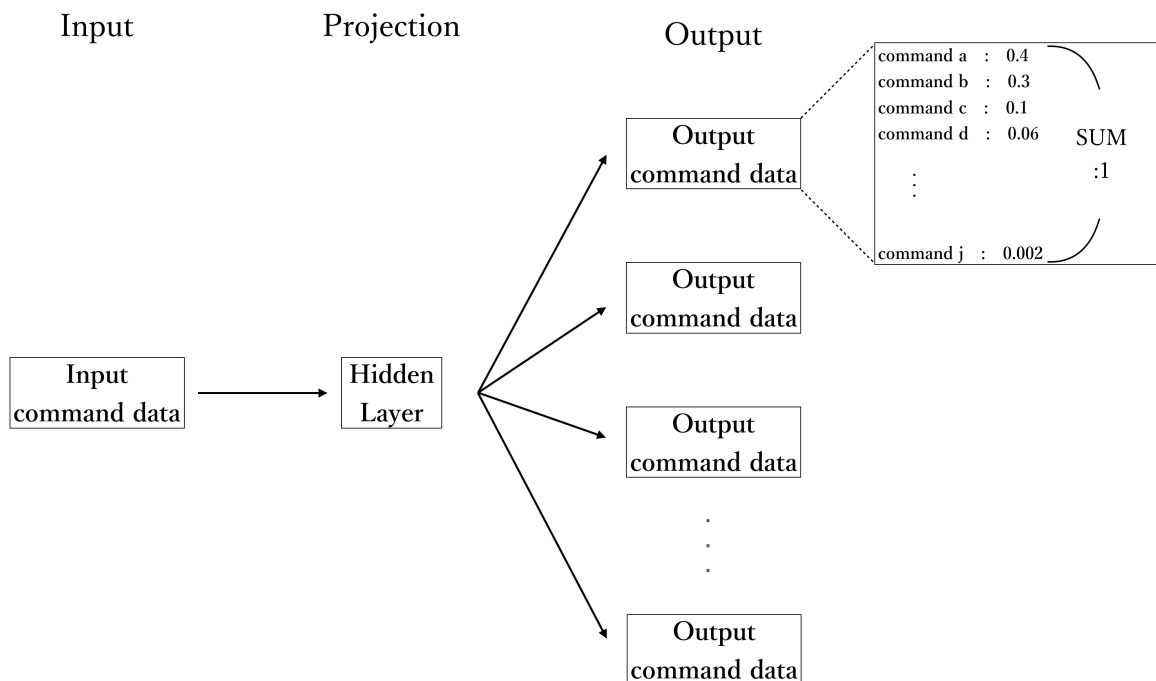 Input
Projection
Output
command a : 0.4
command b : 0.3
command c : 0.1
command d : 0.06
command j : 0.002
SUM
:1
Output
command data
Output
command data
Input
command data
Hidden
Layer
Output
command data
Output
command data